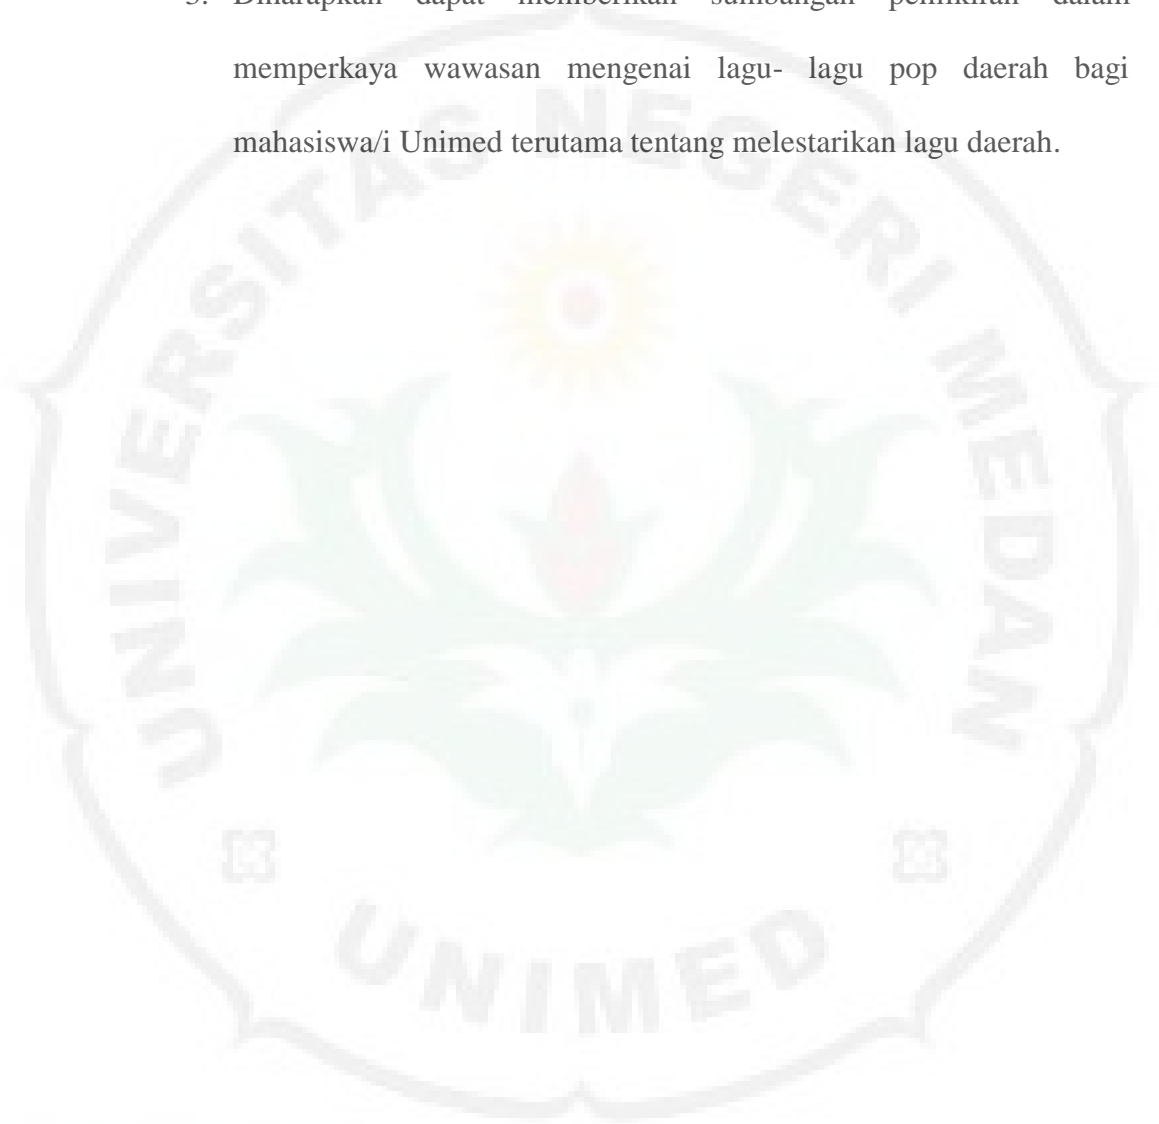 3. Diharapkan dapat memberikan sumbangan pemikiran dalam
memperkaya wawasan mengenai lagu- lagu pop daerah bagi
mahasiswa/i Unimed terutama tentang melestarikan lagu daerah.
UNIVERSITAS NEGERI MEDAN
UNIMED